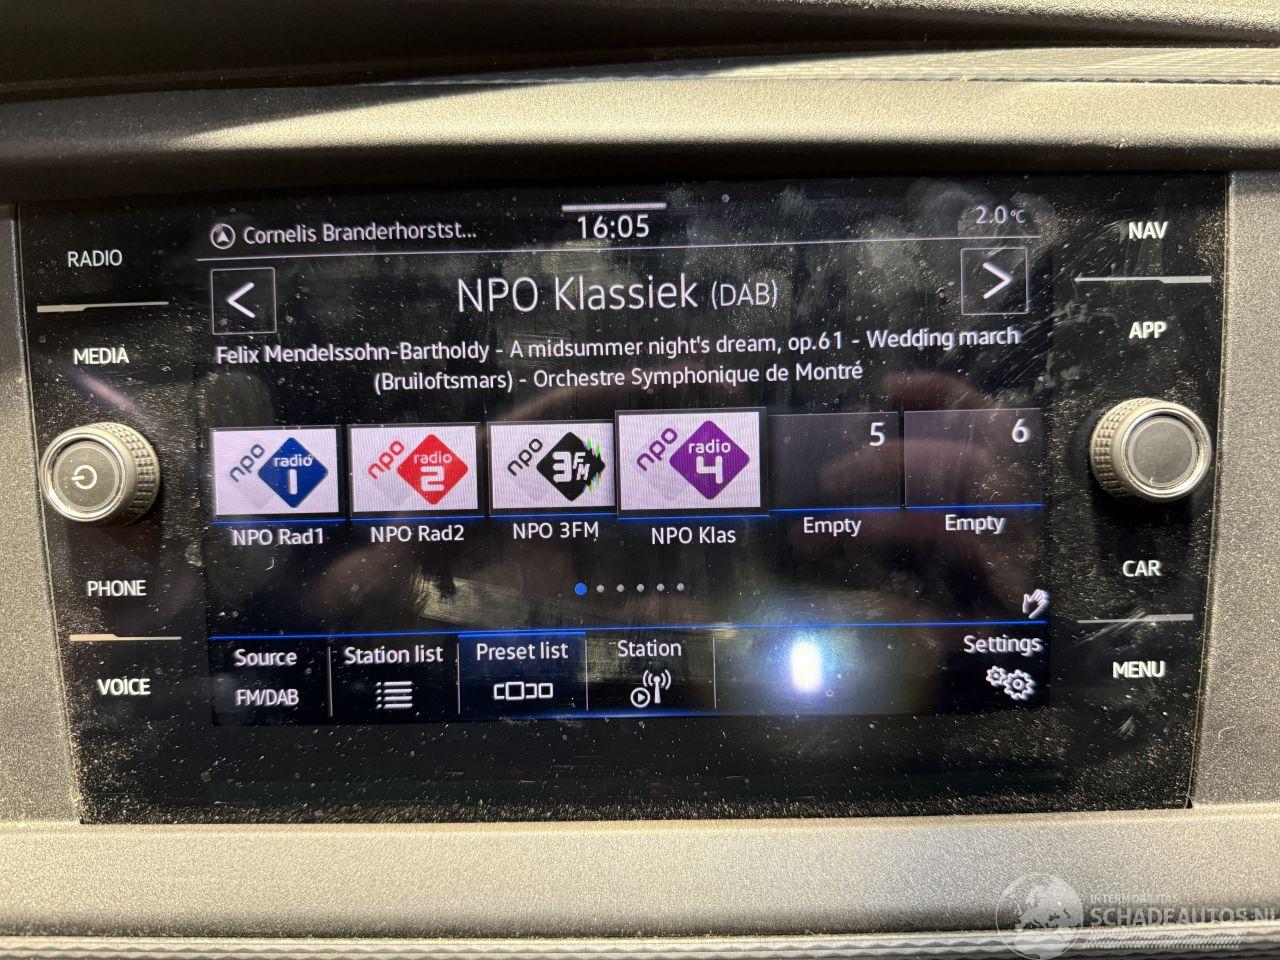 RADIO
MEDIA
PHONE
VOICE
Cornelis Branderhorstst...
16:05
2.0°C
NPO Klassiek (DAB)
Felix Mendelssohn-Bartholdy - A midsummer night's dream, op.61 - Wedding march
(Bruiloftsmars) - Orchestre Symphonique de Montré
npo radio 1
npo radio 2
npo 3FM
npo radio 4
5
6
NPO Rad1
NPO Rad2
NPO 3FM
NPO Klas
Empty
Empty
Source
FM/DAB
Station list
Preset list
Station
Settings
NAV
APP
CAR
MENU
INTERMOBILITAS
SCHADEAUTOS.NL